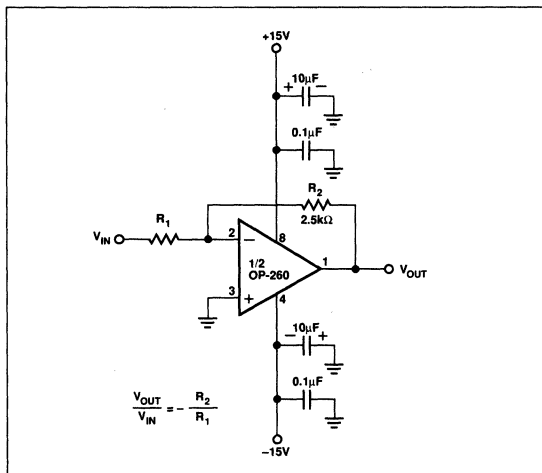 +15V
+ 10μF −
0.1μF
R2
2.5kΩ
R1
VIN
2 −
8
1/2
OP-260
1
VOUT
3 +
4
− 10μF +
0.1μF
VOUT
VIN
= −
R2
R1
−15V